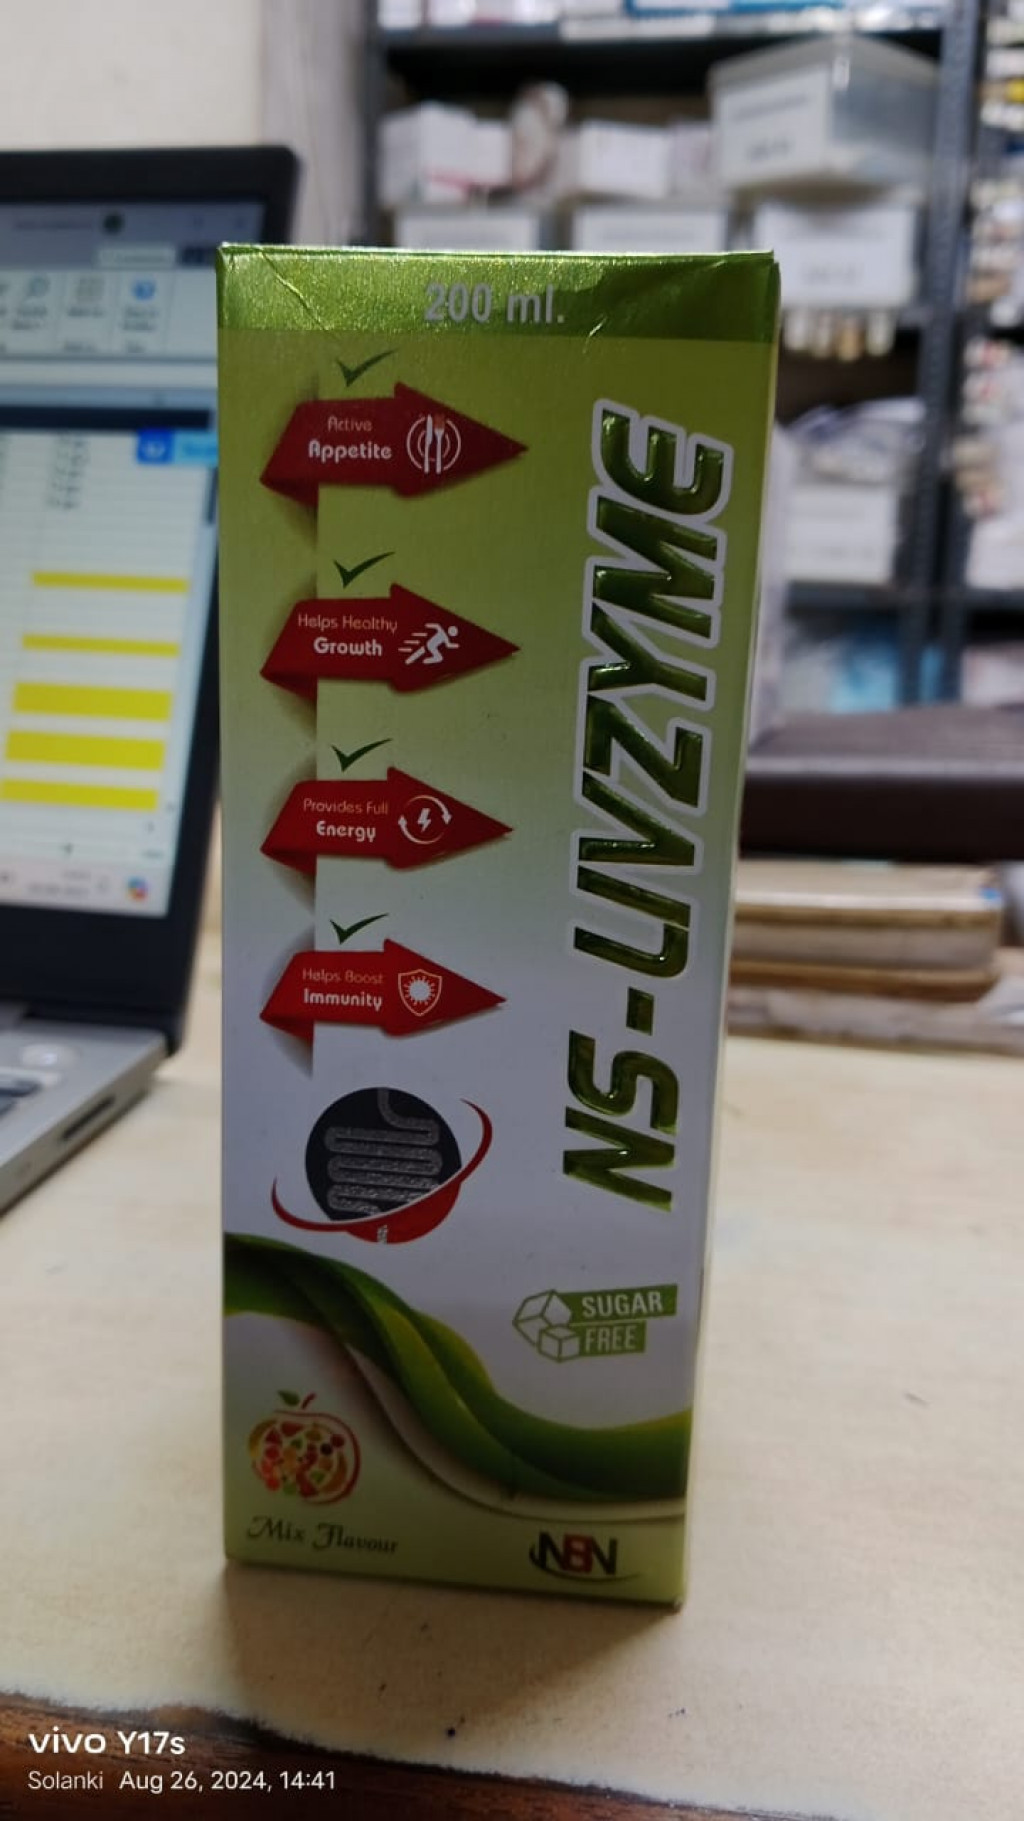 200 ml.
Active
Appetite
Helps Healthy
Growth
Provides Full
Energy
Helps Boost
Immunity
NS-LIVZYME
SUGAR
FREE
Mix Flavour
NBN
vivo Y17s
Solanki Aug 26, 2024, 14:41